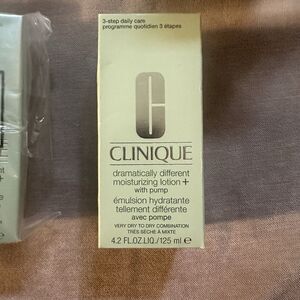 3-step daily care
programme quotidien 3 étapes
CLINIQUE
dramatically different
moisturizing lotion +
with pump
émulsion hydratante
tellement différente
avec pompe
VERY DRY TO DRY COMBINATION
TRÈS SÈCHE À MIXTE
4.2 FL.OZ.LIQ./125 ml ℮